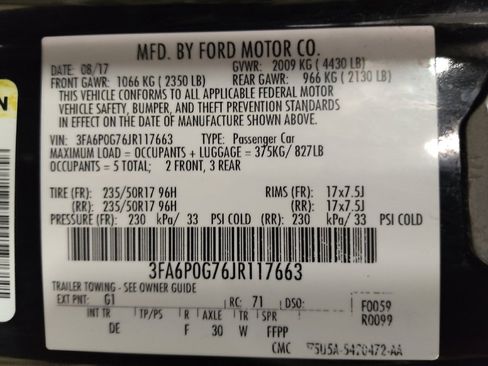 MFD. BY FORD MOTOR CO.
DATE: 08/17 GVWR: 2009 KG ( 4430 LB)
FRONT GAWR: 1066 KG ( 2350 LB) REAR GAWR: 966 KG ( 2130 LB)
THIS VEHICLE CONFORMS TO ALL APPLICABLE FEDERAL MOTOR
VEHICLE SAFETY, BUMPER, AND THEFT PREVENTION STANDARDS
IN EFFECT ON THE DATE OF MANUFACTURE SHOWN ABOVE.
VIN: 3FA6P0G76JR117663 TYPE: Passenger Car
MAXIMUM LOAD = OCCUPANTS + LUGGAGE = 375KG/ 827LB
OCCUPANTS = 5 TOTAL: 2 FRONT, 3 REAR
TIRE (FR): 235/50R17 96H RIMS (FR): 17x7.5J
(RR): 235/50R17 96H (RR): 17x7.5J
PRESSURE (FR): 230 kPa/ 33 PSI COLD (RR): 230 kPa/ 33 PSI COLD
3FA6P0G76JR117663
TRAILER TOWING - SEE OWNER GUIDE
EXT PNT: G1 RC: 71 DSO: F0059
INT TR TP/PS R AXLE TR SPR R0099
DE F 30 W FFPP
CMC 5U5A-5420472-AA